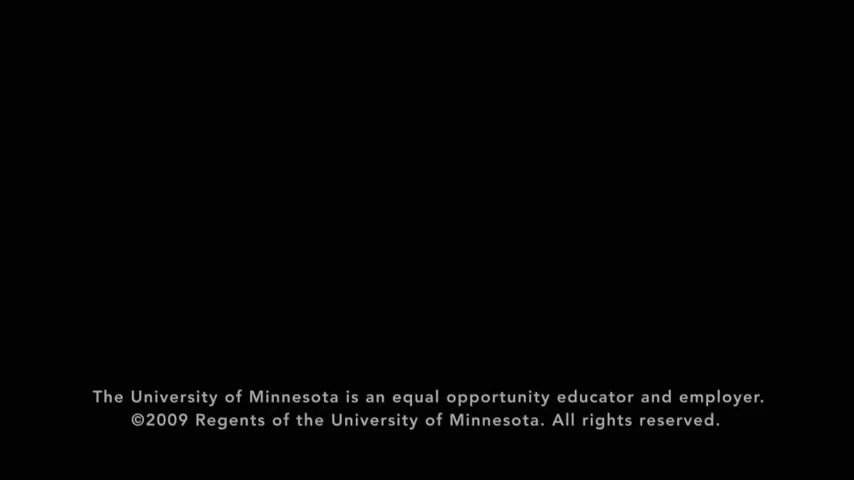 The University of Minnesota is an equal opportunity educator and employer.
©2009 Regents of the University of Minnesota. All rights reserved.